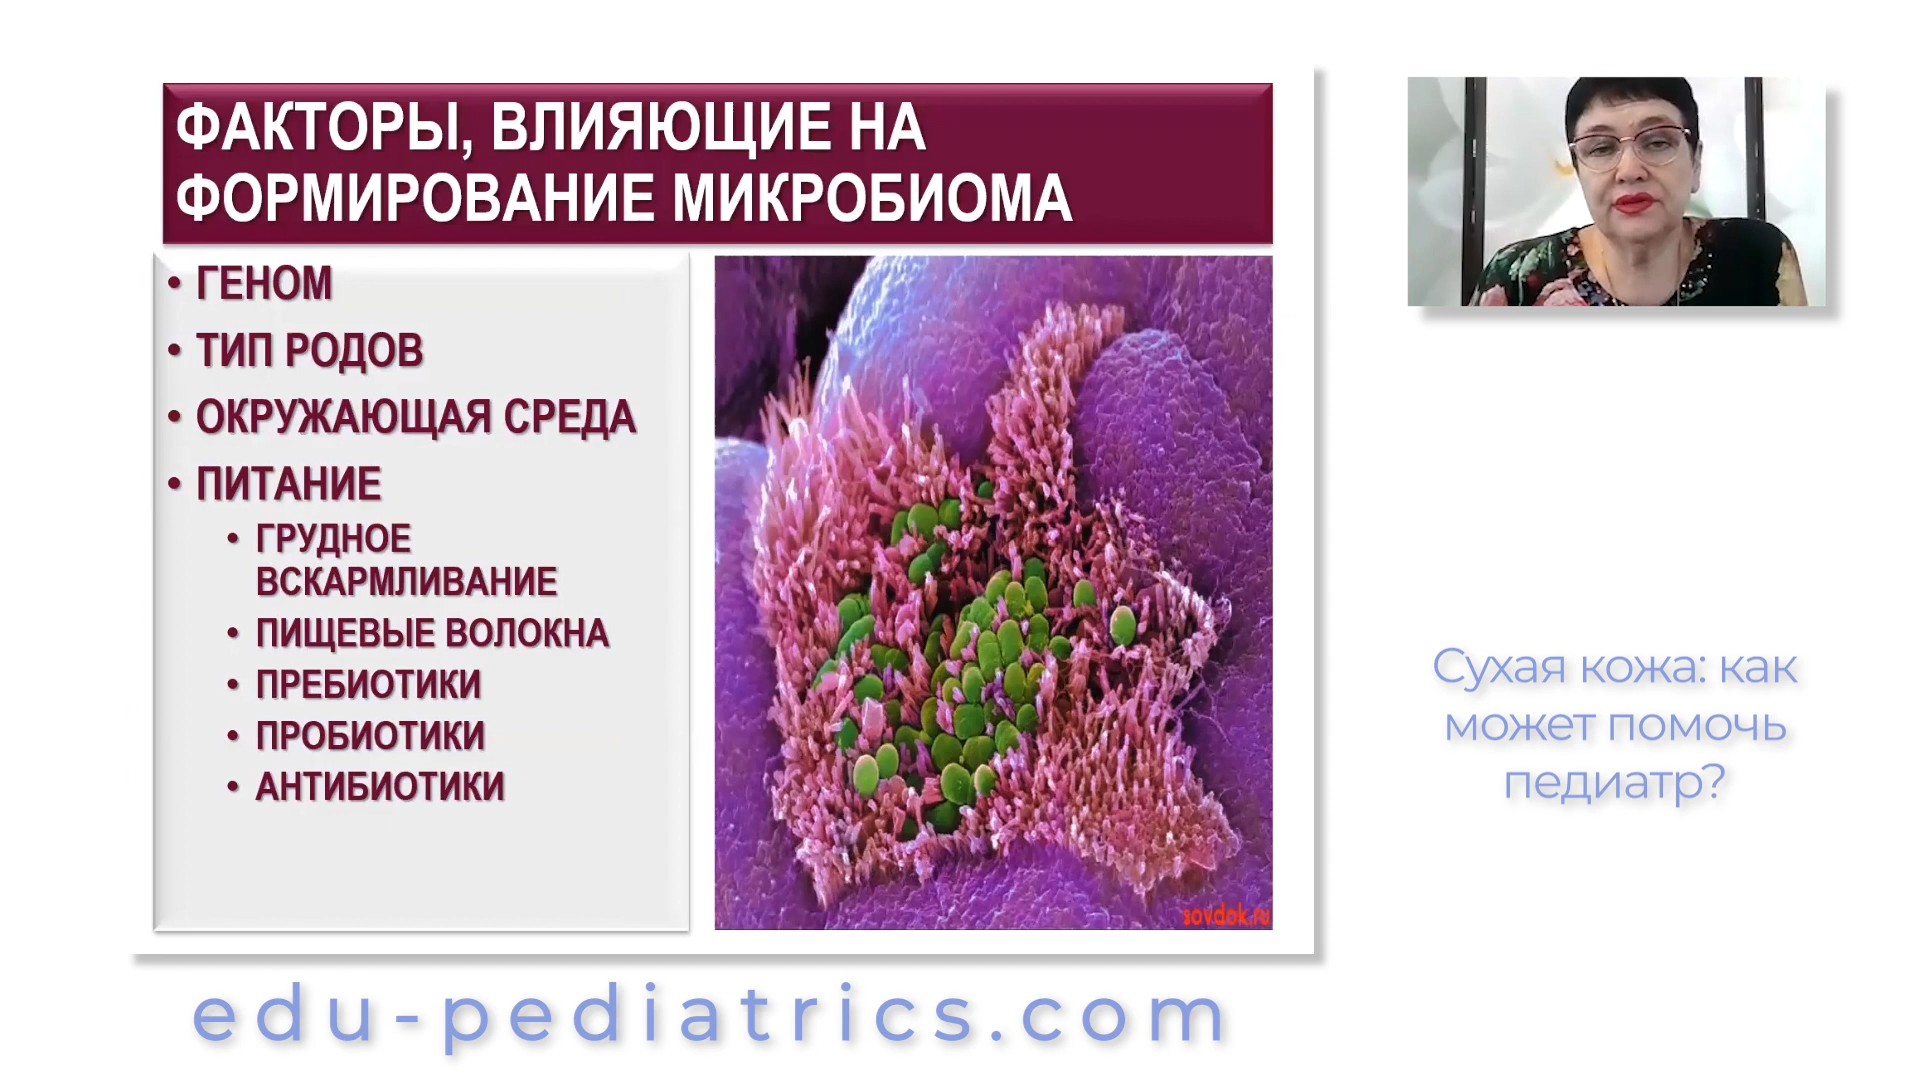 ФАКТОРЫ, ВЛИЯЮЩИЕ НА
ФОРМИРОВАНИЕ МИКРОБИОМА
• ГЕНОМ
• ТИП РОДОВ
• ОКРУЖАЮЩАЯ СРЕДА
• ПИТАНИЕ
• ГРУДНОЕ
ВСКАРМЛИВАНИЕ
• ПИЩЕВЫЕ ВОЛОКНА
• ПРЕБИОТИКИ
• ПРОБИОТИКИ
• АНТИБИОТИКИ
sovdok.ru
Сухая кожа: как
может помочь
педиатр?
edu-pediatrics.com